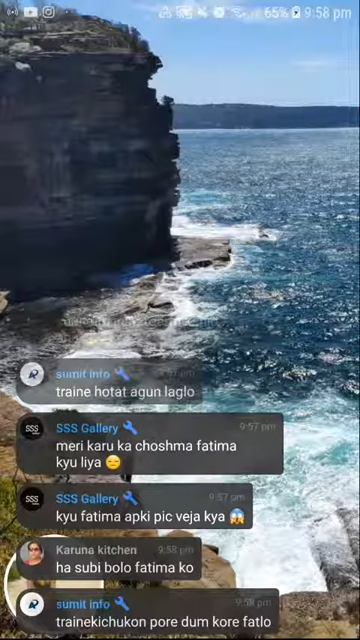 65% 9:58 pm
sumit info
traine hotat agun laglo
SSS Gallery 9:57 pm
meri karu ka choshma fatima
kyu liya 😑
SSS Gallery 9:57 pm
kyu fatima apki pic veja kya 😱
Karuna kitchen 9:58 pm
ha subi bolo fatima ko
sumit info 9:58 pm
trainekichukon pore dum kore fatlo